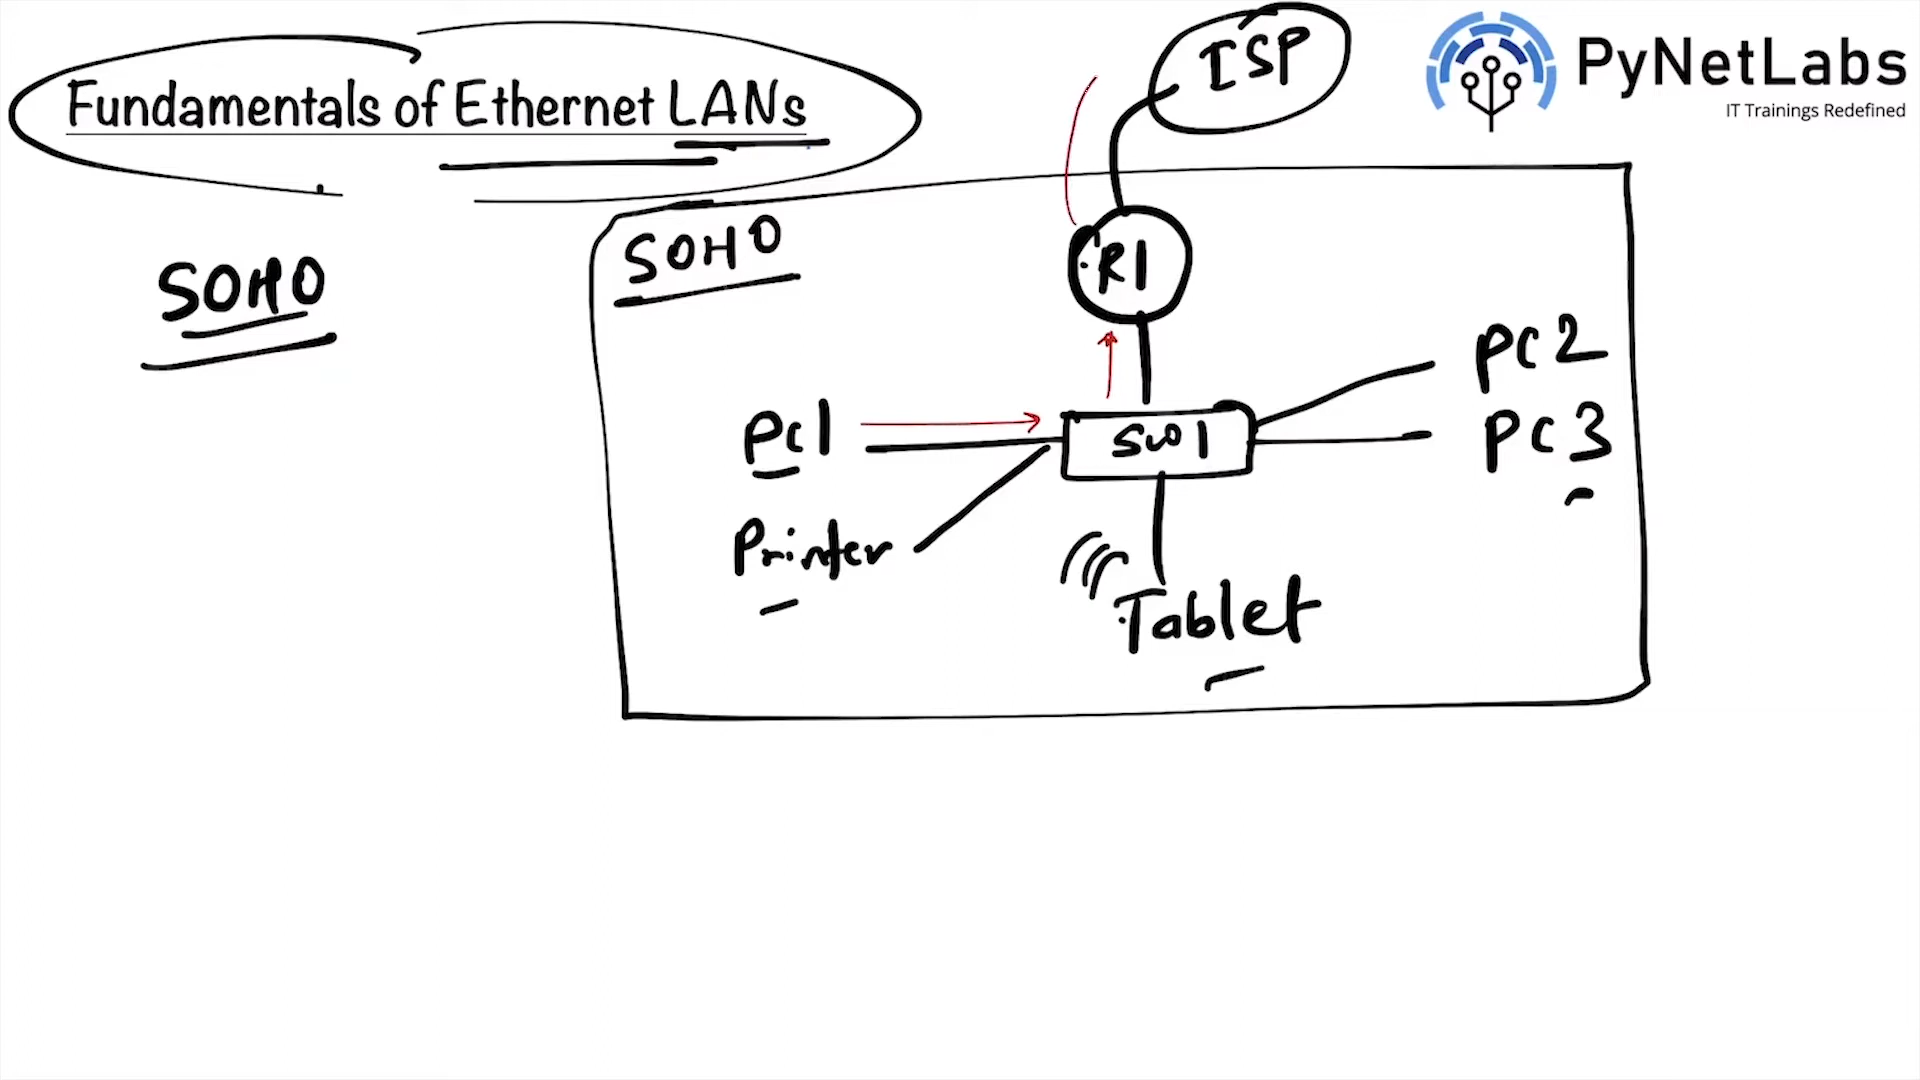 Fundamentals of Ethernet LANs
ISP
PyNetLabs
IT Trainings Redefined
SOHO
SOHO
R1
PC1
SW1
PC2
PC3
Printer
Tablet